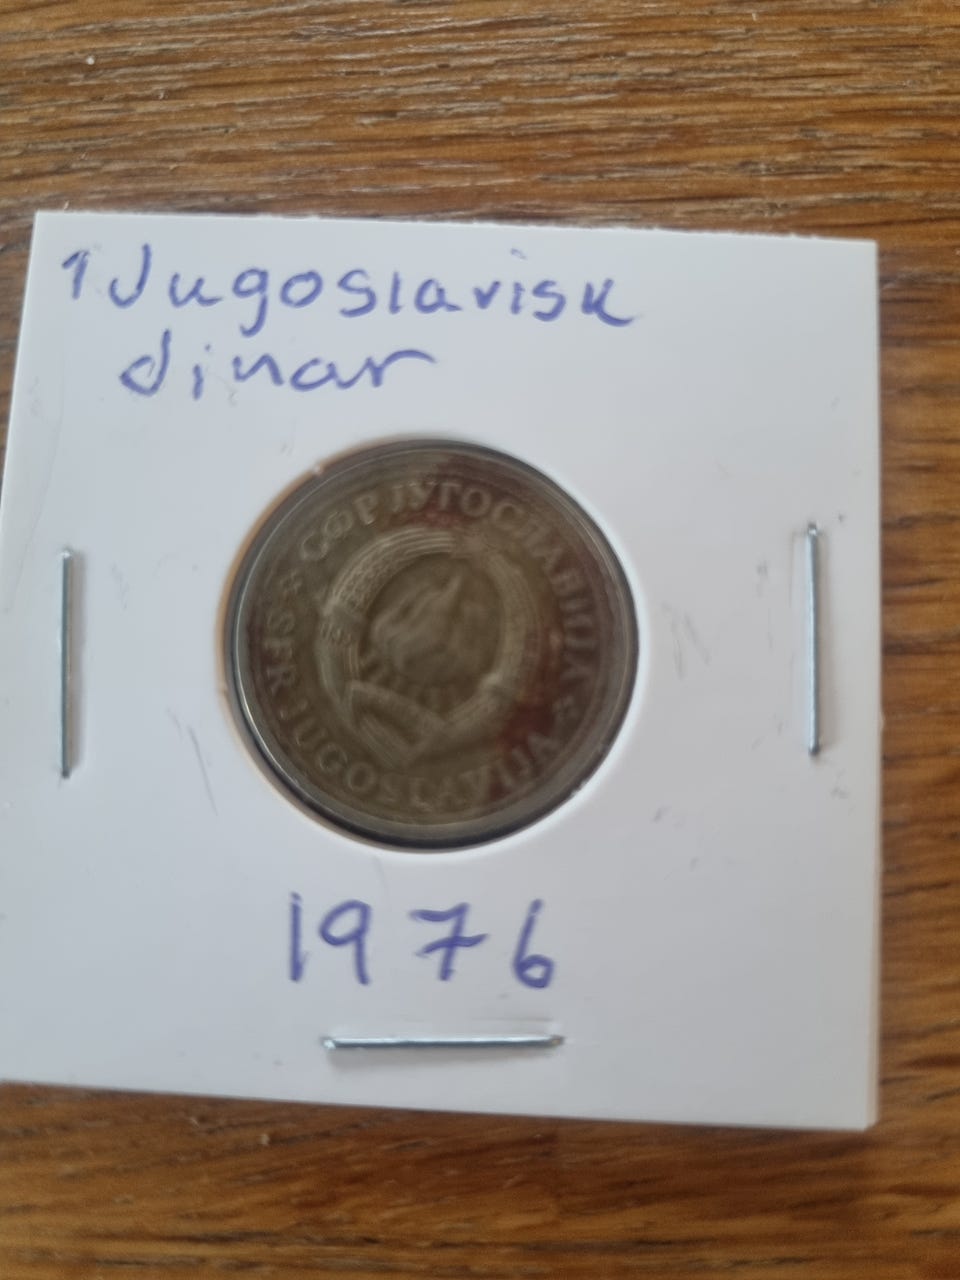 1 Jugoslavisk
dinar
СФР ЈУГОСЛАВИЈА
SFR JUGOSLAVIJA
1976